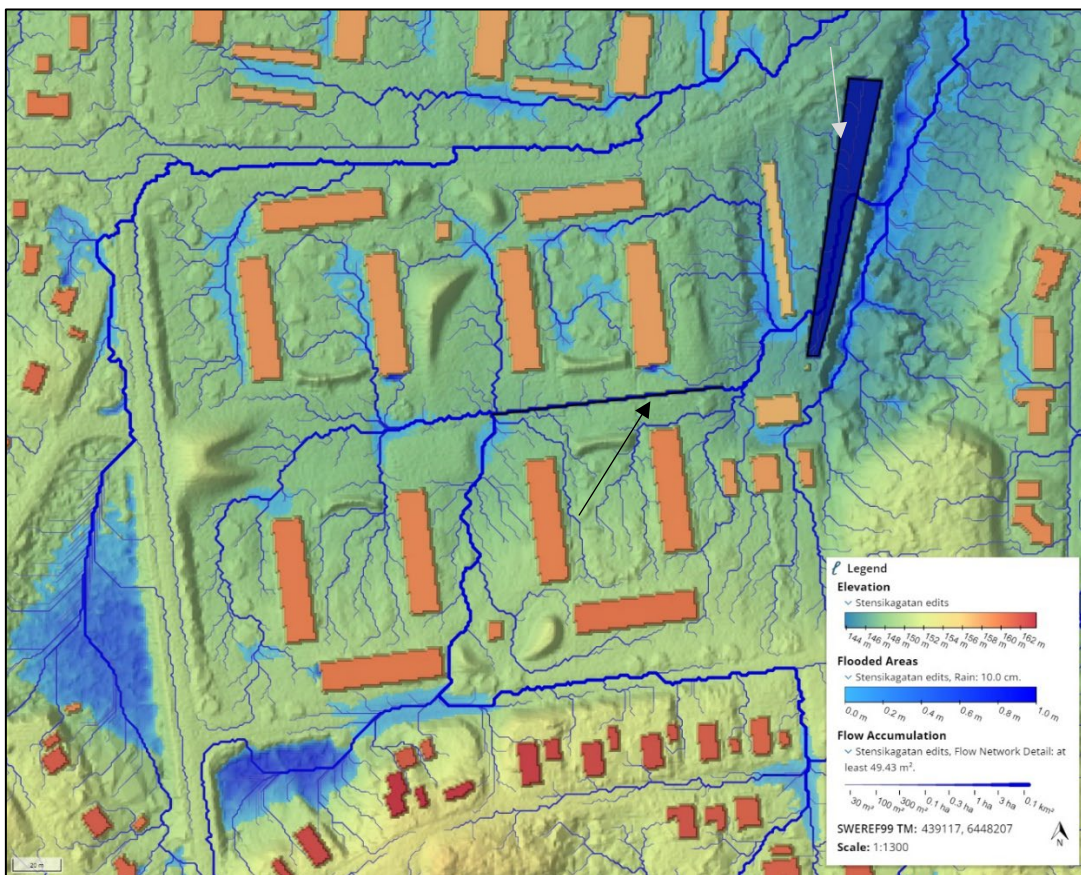 Legend
Elevation
Stensikagatan edits
144 m 146 m 148 m 150 m 152 m 154 m 156 m 158 m 160 m 162 m
Flooded Areas
Stensikagatan edits, Rain: 10.0 cm.
0.0 m 0.2 m 0.4 m 0.6 m 0.8 m 1.0 m
Flow Accumulation
Stensikagatan edits, Flow Network Detail: at
least 49.43 m².
30 m² 100 m² 300 m² 0.1 ha 0.3 ha 1 ha 3 ha 0.1 km²
SWEREF99 TM: 439117, 6448207
Scale: 1:1300
N
20 m